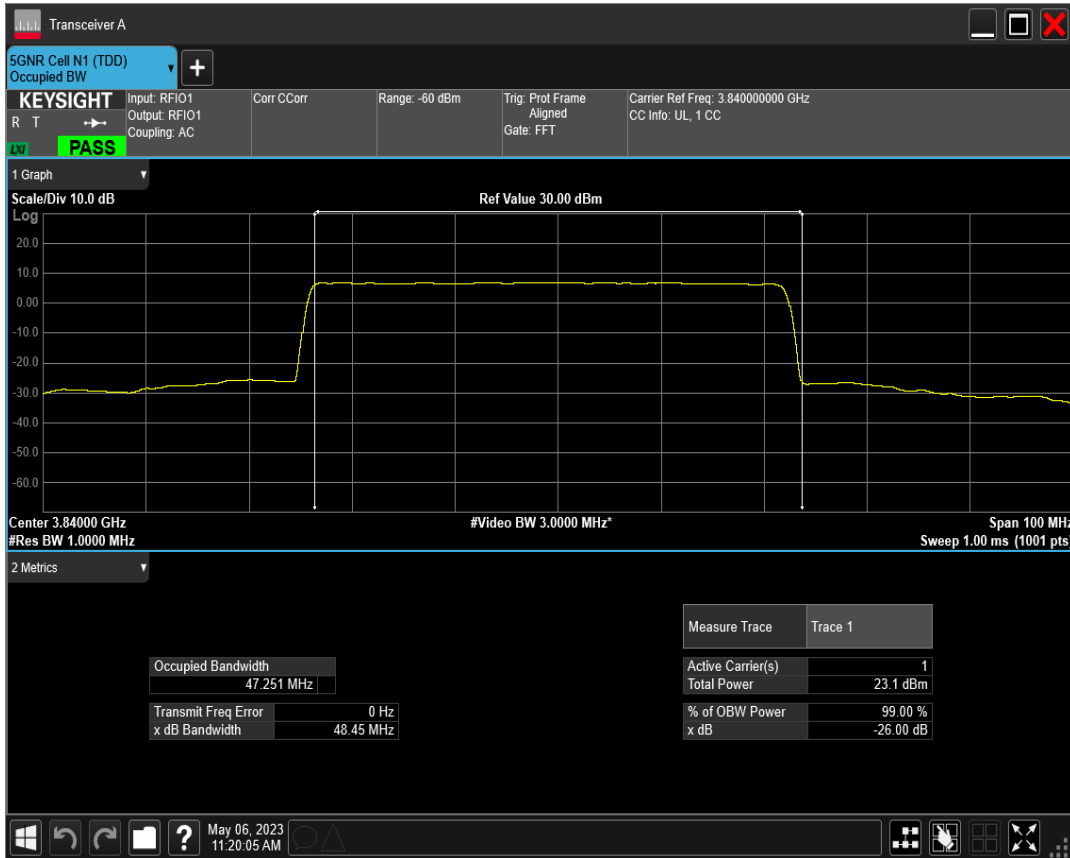 Transceiver A
5GNR Cell N1 (TDD)
Occupied BW
+
KEYSIGHT
R T
LXI
PASS
Input: RFIO1
Output: RFIO1
Coupling: AC
Corr CCorr
Range: -60 dBm
Trig: Prot Frame
Aligned
Gate: FFT
Carrier Ref Freq: 3.840000000 GHz
CC Info: UL, 1 CC
1 Graph
Scale/Div 10.0 dB
Ref Value 30.00 dBm
Log
20.0
10.0
0.00
-10.0
-20.0
-30.0
-40.0
-50.0
-60.0
Center 3.84000 GHz
#Video BW 3.0000 MHz*
Span 100 MHz
#Res BW 1.0000 MHz
Sweep 1.00 ms (1001 pts)
2 Metrics
Measure Trace Trace 1
Occupied Bandwidth
47.251 MHz
Active Carrier(s) 1
Total Power 23.1 dBm
Transmit Freq Error 0 Hz
x dB Bandwidth 48.45 MHz
% of OBW Power 99.00 %
x dB -26.00 dB
?
May 06, 2023
11:20:05 AM